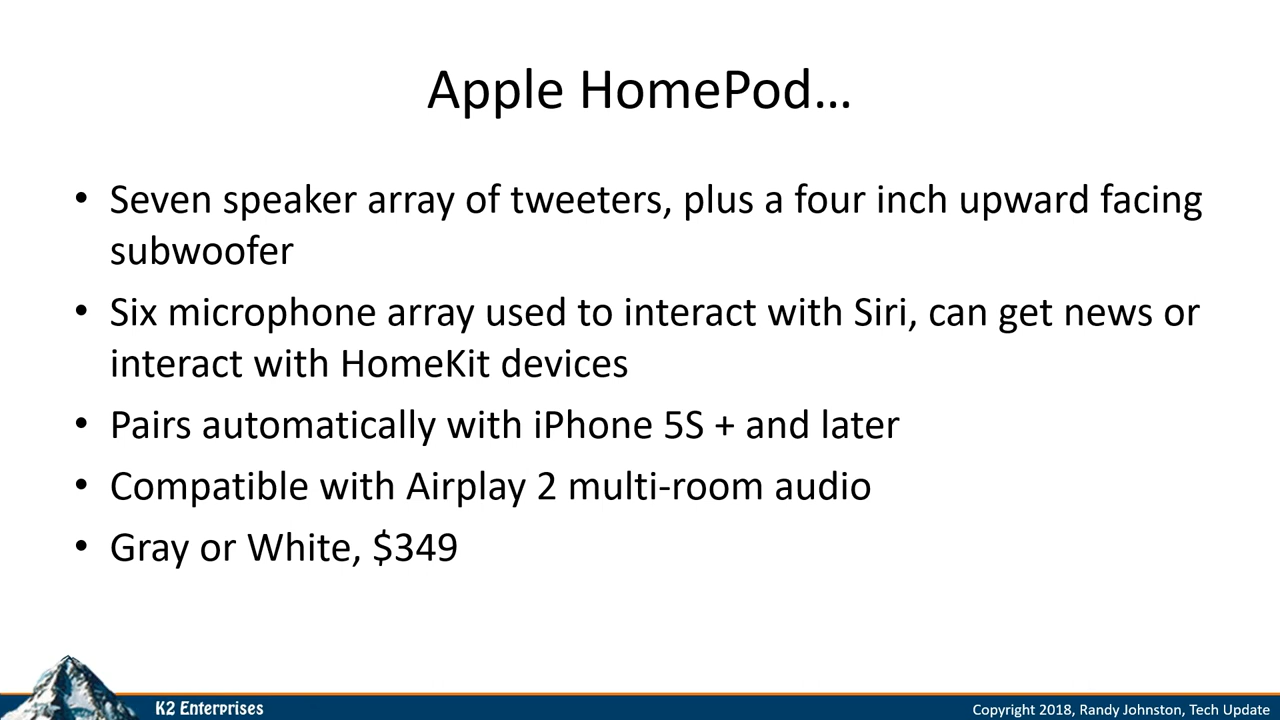 Apple HomePod…
• Seven speaker array of tweeters, plus a four inch upward facing
subwoofer
• Six microphone array used to interact with Siri, can get news or
interact with HomeKit devices
• Pairs automatically with iPhone 5S + and later
• Compatible with Airplay 2 multi-room audio
• Gray or White, $349
K2 Enterprises
Copyright 2018, Randy Johnston, Tech Update